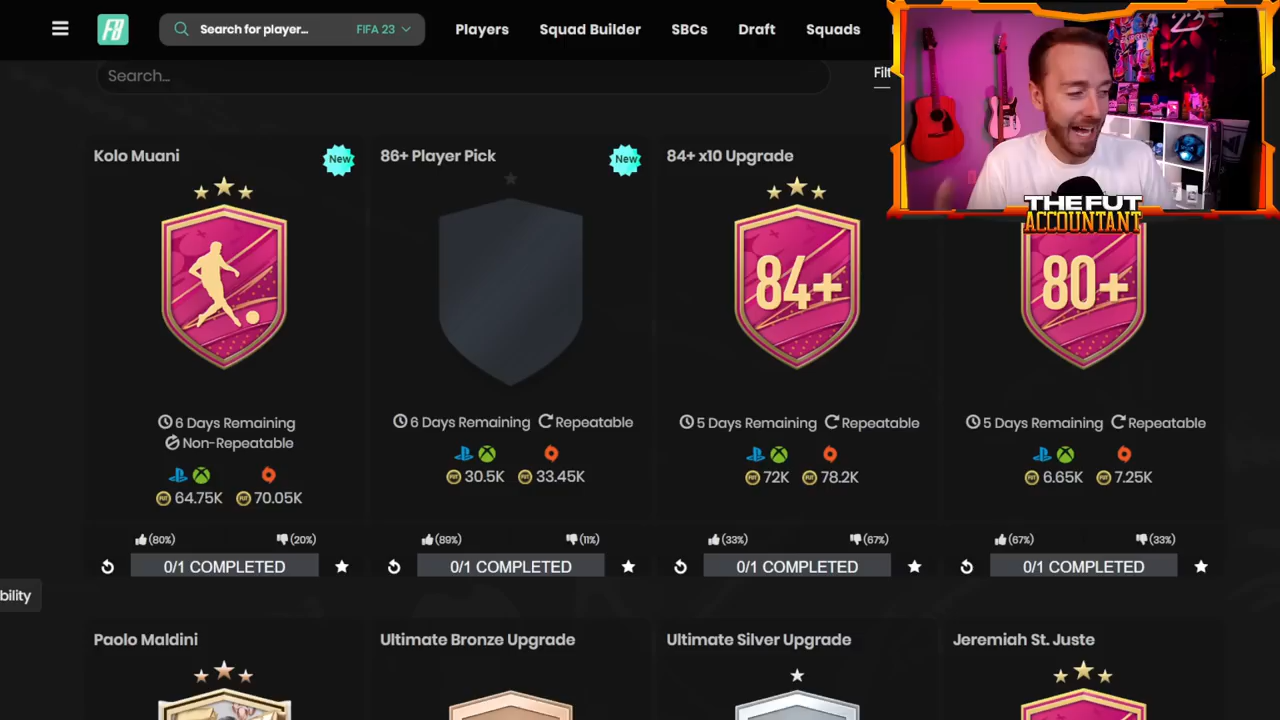 F8
Search for player...
FIFA 23
Players
Squad Builder
SBCs
Draft
Squads
Search...
Filt
23
THE FUT
ACCOUNTANT
Kolo Muani
New
6 Days Remaining
Non-Repeatable
64.75K
70.05K
(80%)
(20%)
0/1 COMPLETED
86+ Player Pick
New
6 Days Remaining
Repeatable
30.5K
33.45K
(89%)
(11%)
0/1 COMPLETED
84+ x10 Upgrade
84+
5 Days Remaining
Repeatable
72K
78.2K
(33%)
(67%)
0/1 COMPLETED
80+
5 Days Remaining
Repeatable
6.65K
7.25K
(67%)
(33%)
0/1 COMPLETED
bility
Paolo Maldini
Ultimate Bronze Upgrade
Ultimate Silver Upgrade
Jeremiah St. Juste